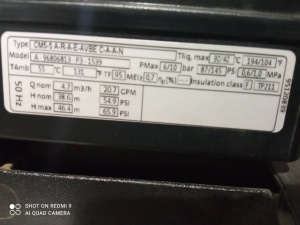 Type CM5-5 A-R-A-E-AVBE C-A-A-N
Model A 96806813-P3-1539
Tliq. max 90/40 °C 194/104 °F
TAmb 55 °C 131 °F TF 95 MEI≥ 0,7 ηp(%) -.- Insulation class F TP211
PMax 6/10 bar 87/145 PSI 0,6/1,0 MPa
50 Hz
Q nom 4.7 m3/h 20.7 GPM
H nom 38.6 m 54.9 PSI
H max 46.4 m 65.9 PSI
SHOT ON REDMI 9
AI QUAD CAMERA